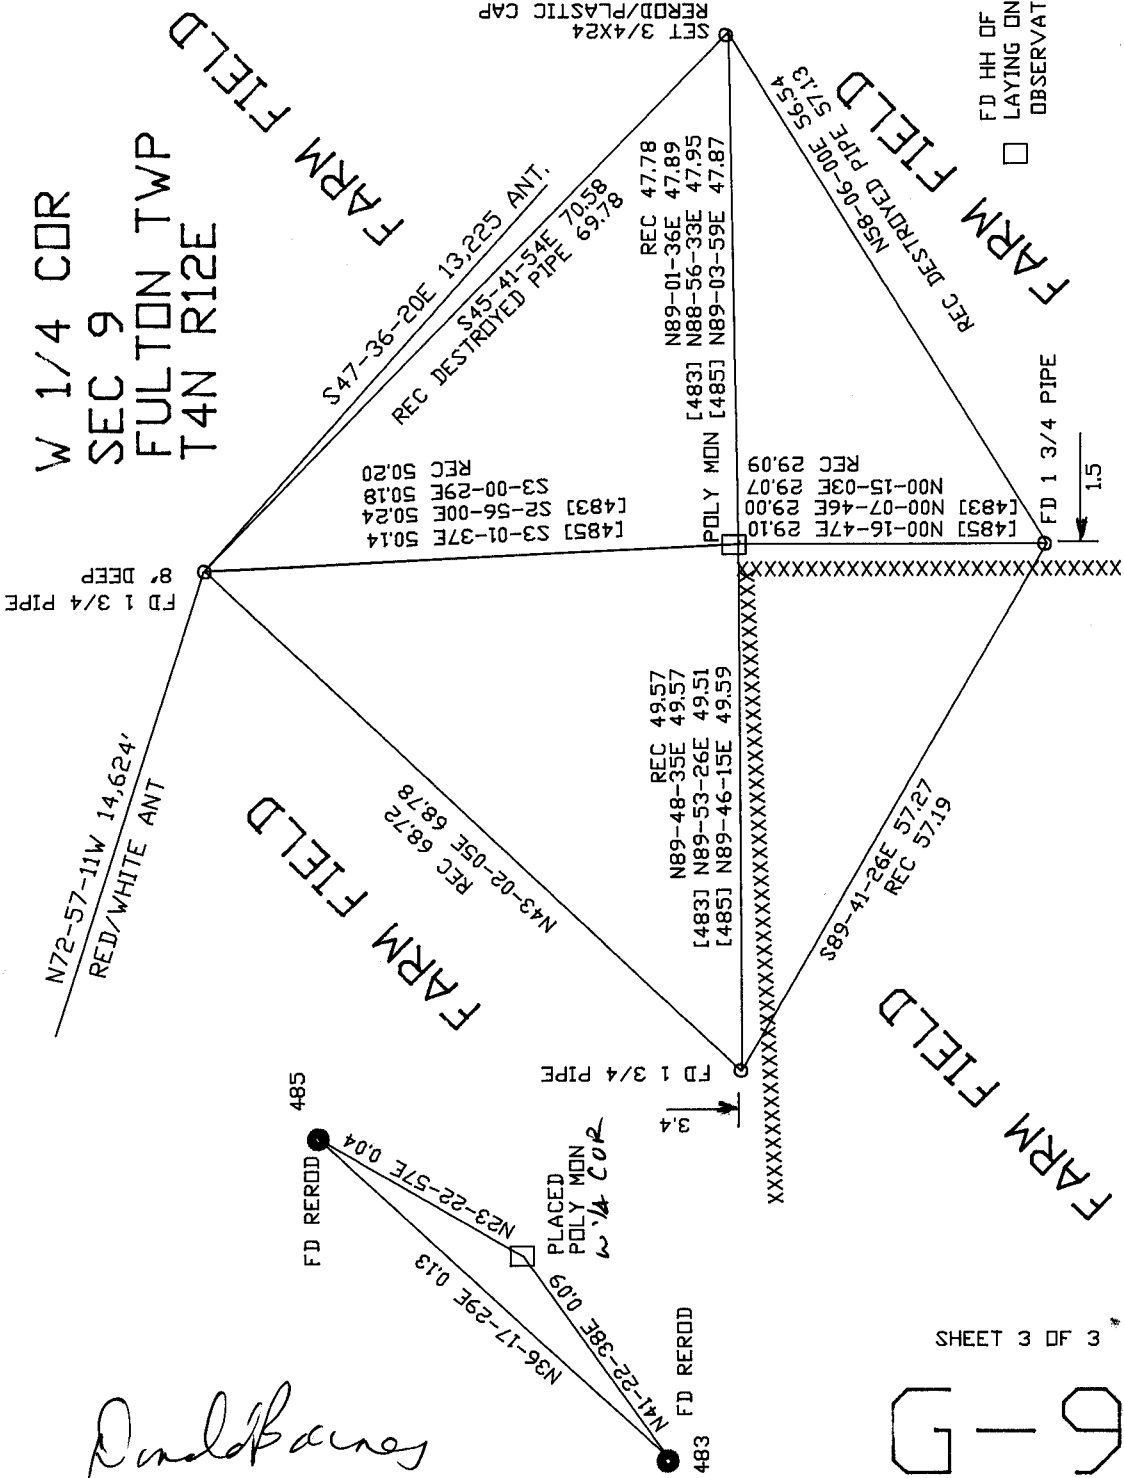 W 1/4 COR
SEC 9
FULTON TWP
T4N R12E
FARM FIELD
SET 3/4X24
REROD/PLASTIC CAP
S47-36-20E 13,225 ANT.
S45-41-54E 70.58
REC DESTROYED PIPE 69.78
FD 1 3/4 PIPE
8' DEEP
N72-57-11W 14,624'
RED/WHITE ANT
[485] S3-01-37E 50.14
[483] S2-56-00E 50.24
S3-00-29E 50.18
REC 50.20
REC 47.78
N89-01-36E 47.89
[483] N88-56-33E 47.95
[485] N89-03-59E 47.87
POLY MON
[485] N00-16-47E 29.10
[483] N00-07-46E 29.00
N00-15-03E 29.07
REC 29.09
N58-06-00E 56.54
REC DESTROYED PIPE 57.13
FARM FIELD
FD HH OF
LAYING ON
OBSERVAT
FD 1 3/4 PIPE
1.5
XXXXXXXXXXXXXXXXXXXXXXXXXXXXX
REC 68.72
N43-02-05E 68.78
FARM FIELD
REC 49.57
N89-48-35E 49.57
[483] N89-53-26E 49.51
[485] N89-46-15E 49.59
XXXXXXXXXXXXXXXXXXXXXXXXXXXXXXXXXXXXXXXXXXXXXXXX
S89-41-26E 57.27
REC 57.19
FARM FIELD
FD 1 3/4 PIPE
3.4
485
FD REROD
N23-22-57E 0.04
N36-17-29E 0.13
PLACED
POLY MON
W 1/4 COR
N41-22-38E 0.09
FD REROD
483
SHEET 3 OF 3
G-9